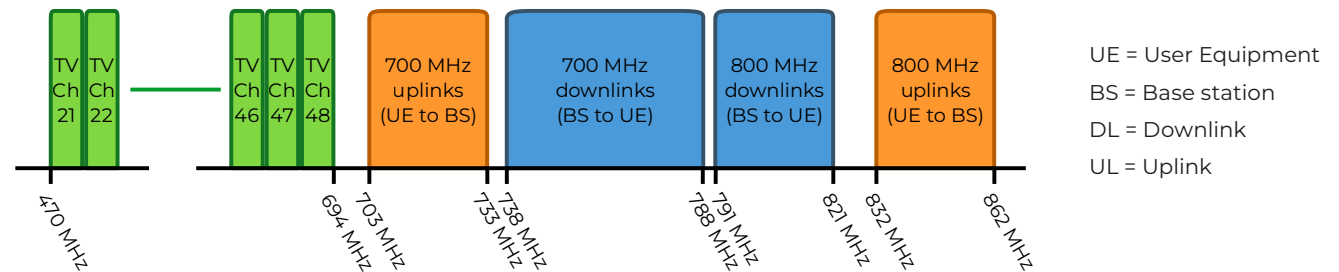 TV
Ch
21
TV
Ch
22
TV
Ch
46
TV
Ch
47
TV
Ch
48
700 MHz
uplinks
(UE to BS)
700 MHz
downlinks
(BS to UE)
800 MHz
downlinks
(BS to UE)
800 MHz
uplinks
(UE to BS)
470 MHz
694 MHz
703 MHz
733 MHz
738 MHz
788 MHz
791 MHz
821 MHz
832 MHz
862 MHz
UE = User Equipment
BS = Base station
DL = Downlink
UL = Uplink